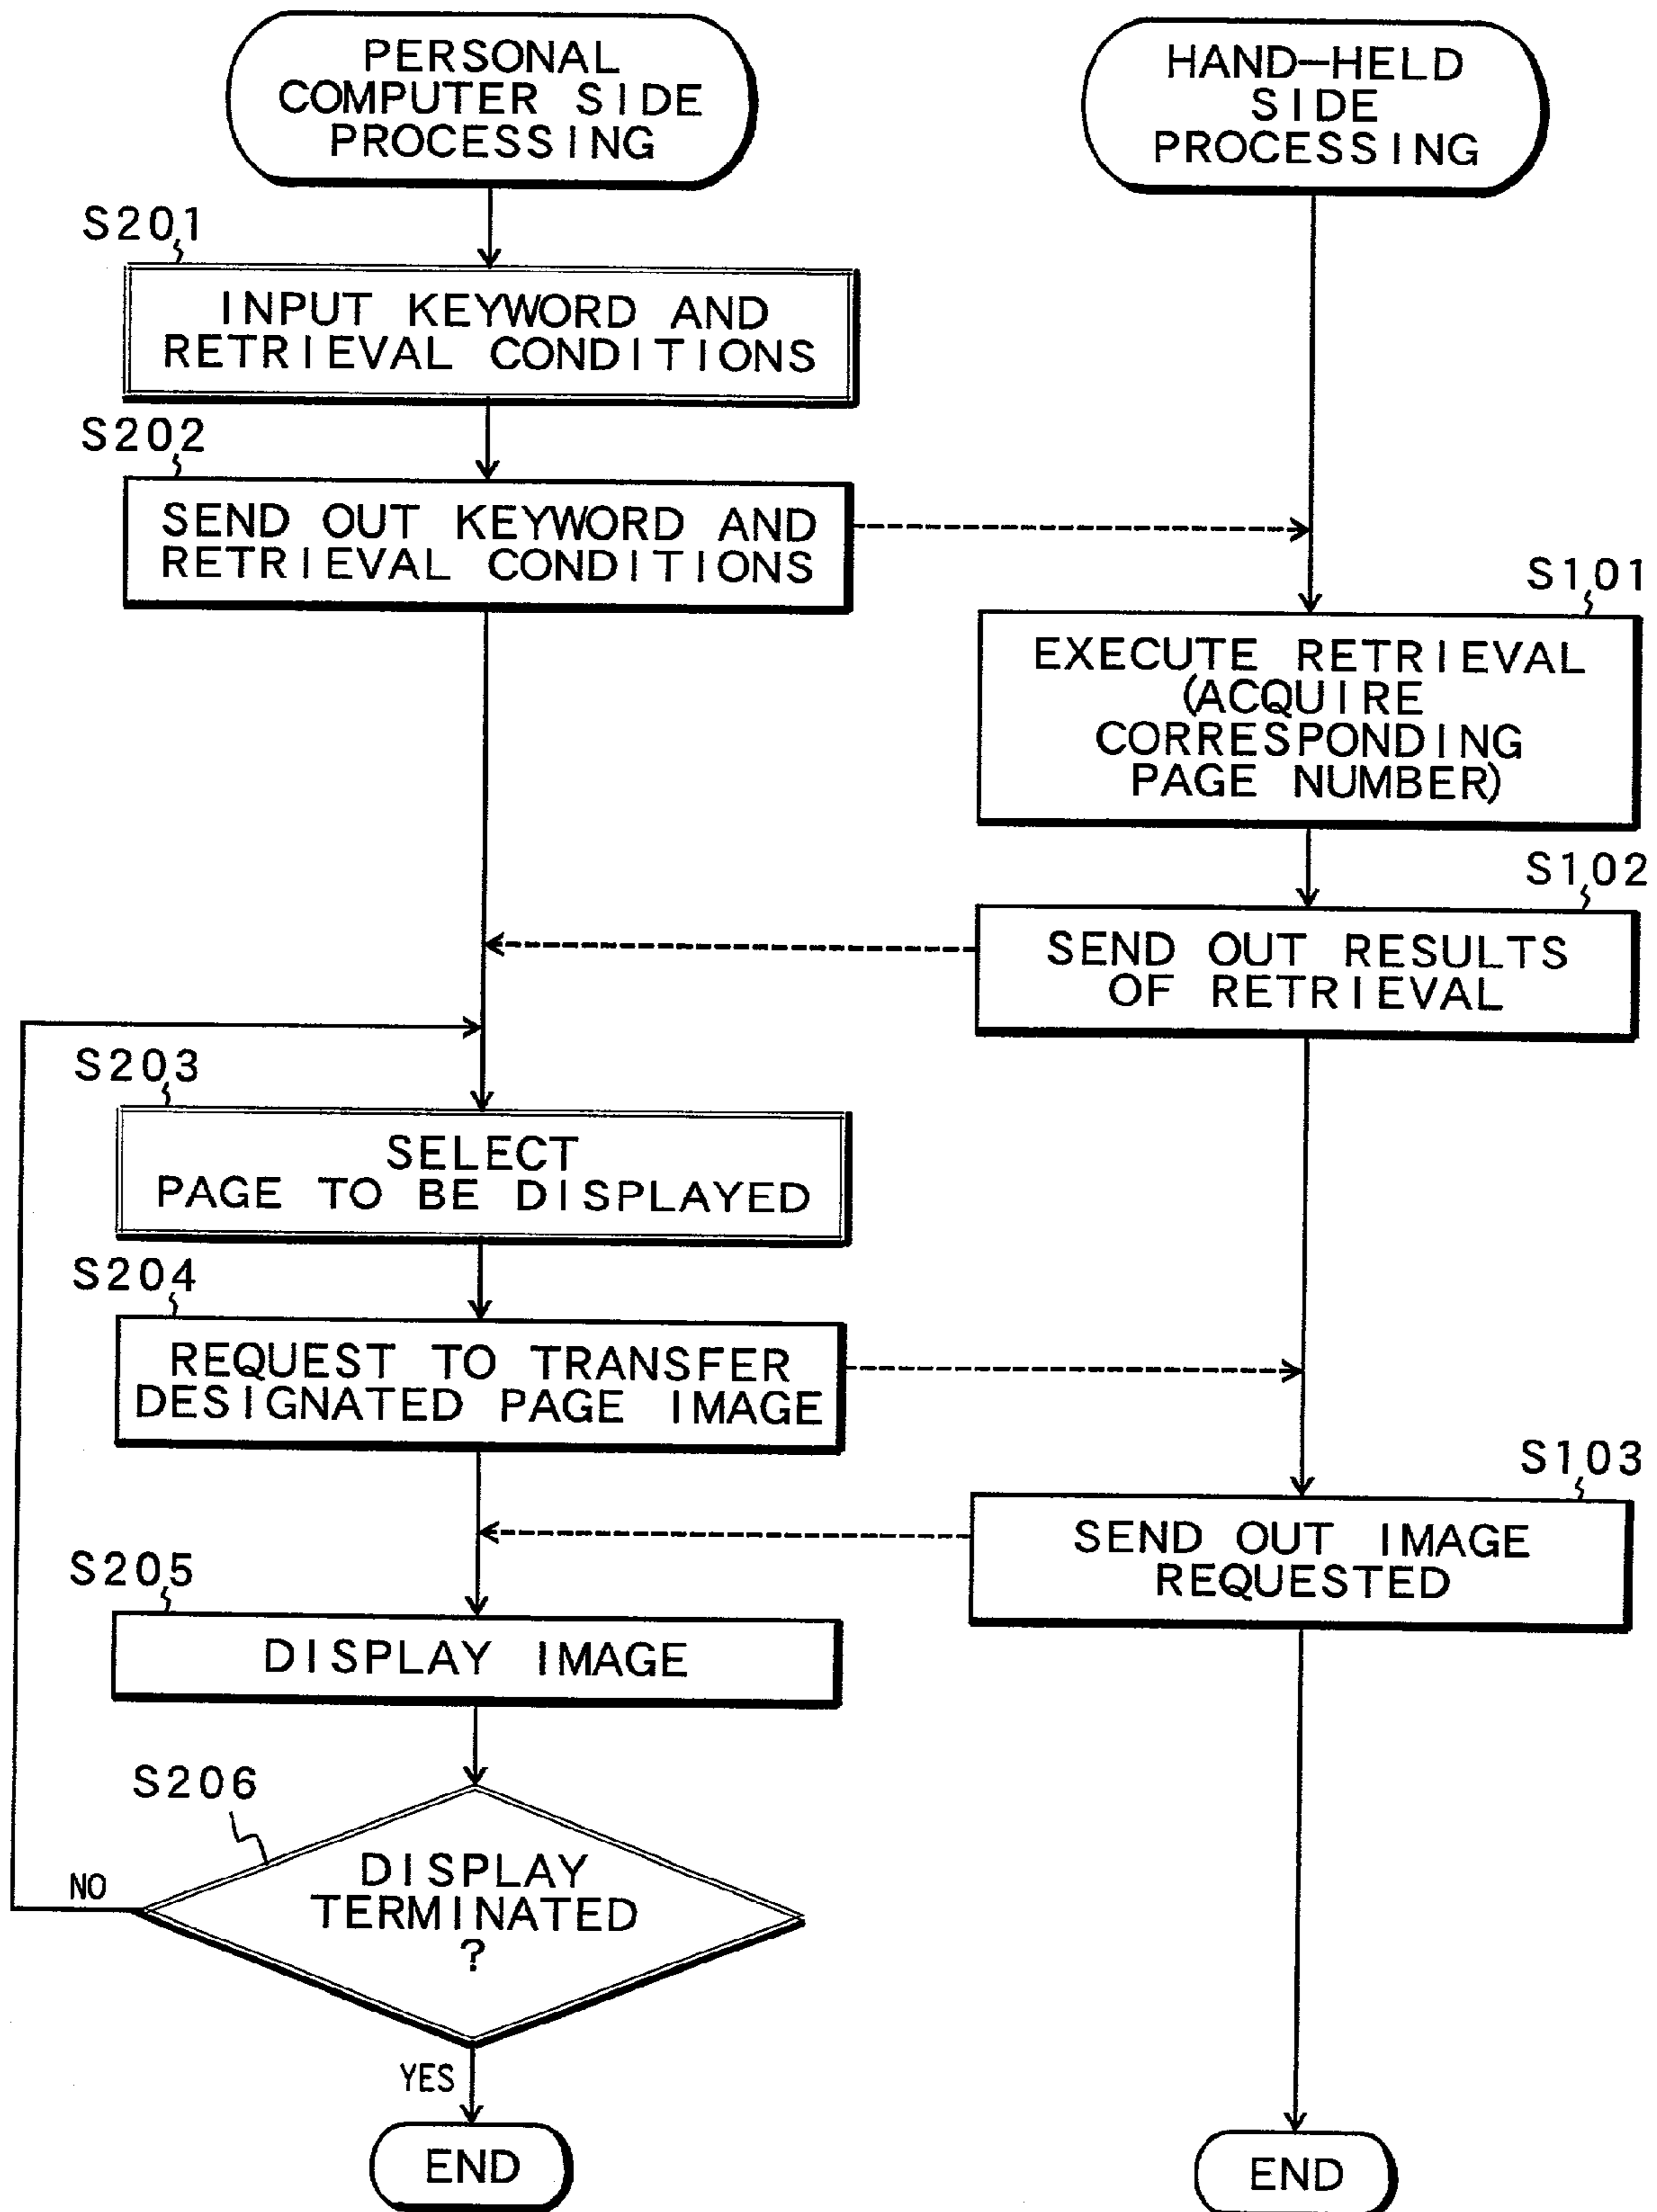 PERSONAL
COMPUTER SIDE
PROCESSING
HAND-HELD
SIDE
PROCESSING
S201
INPUT KEYWORD AND
RETRIEVAL CONDITIONS
S202
SEND OUT KEYWORD AND
RETRIEVAL CONDITIONS
S101
EXECUTE RETRIEVAL
(ACQUIRE
CORRESPONDING
PAGE NUMBER)
S102
SEND OUT RESULTS
OF RETRIEVAL
S203
SELECT
PAGE TO BE DISPLAYED
S204
REQUEST TO TRANSFER
DESIGNATED PAGE IMAGE
S103
SEND OUT IMAGE
REQUESTED
S205
DISPLAY IMAGE
S206
DISPLAY
TERMINATED
?
NO
YES
END
END